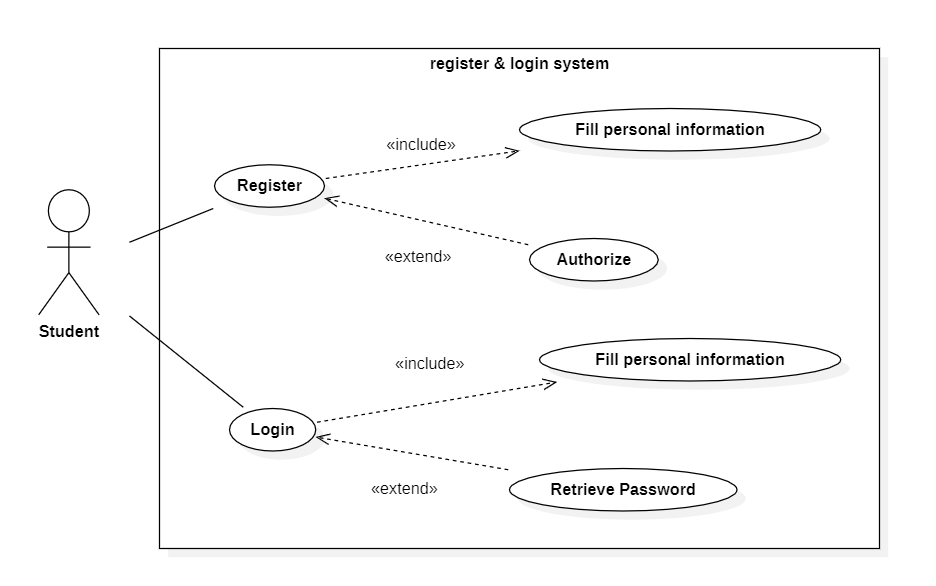 register & login system
Fill personal information
«include»
Register
«extend»
Authorize
Student
Fill personal information
«include»
Login
«extend»
Retrieve Password